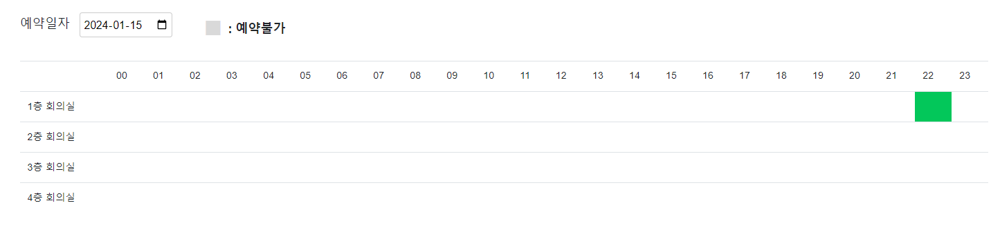 예약일자 2024-01-15 : 예약불가
00 01 02 03 04 05 06 07 08 09 10 11 12 13 14 15 16 17 18 19 20 21 22 23
1층 회의실
2층 회의실
3층 회의실
4층 회의실